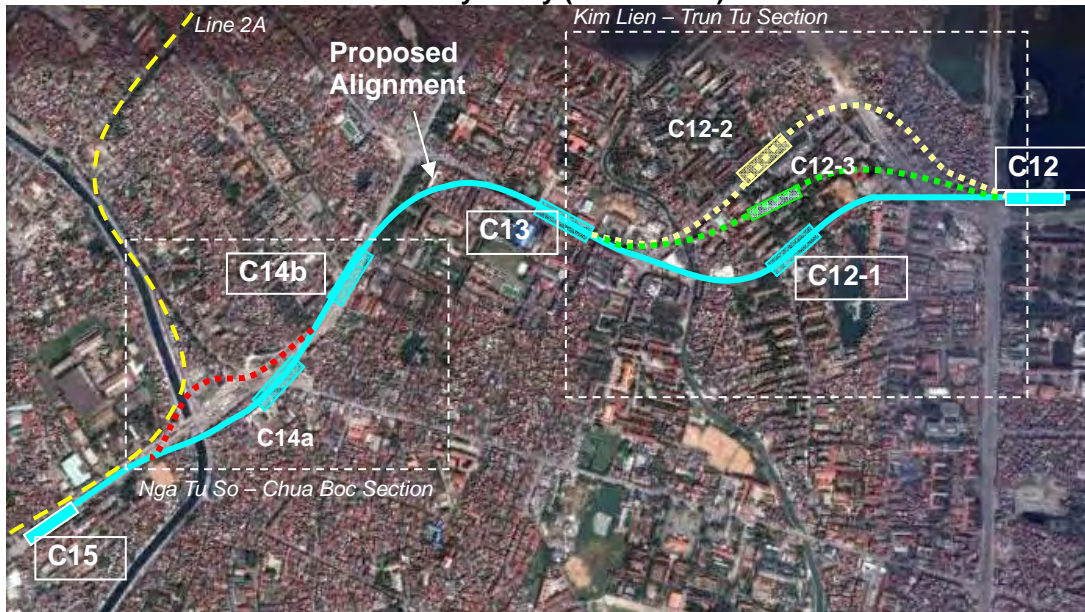 Line 2A
Kim Lien – Trun Tu Section
Proposed
Alignment
C12-2
C12-3
C12
C13
C12-1
C14b
C14a
Nga Tu So – Chua Boc Section
C15